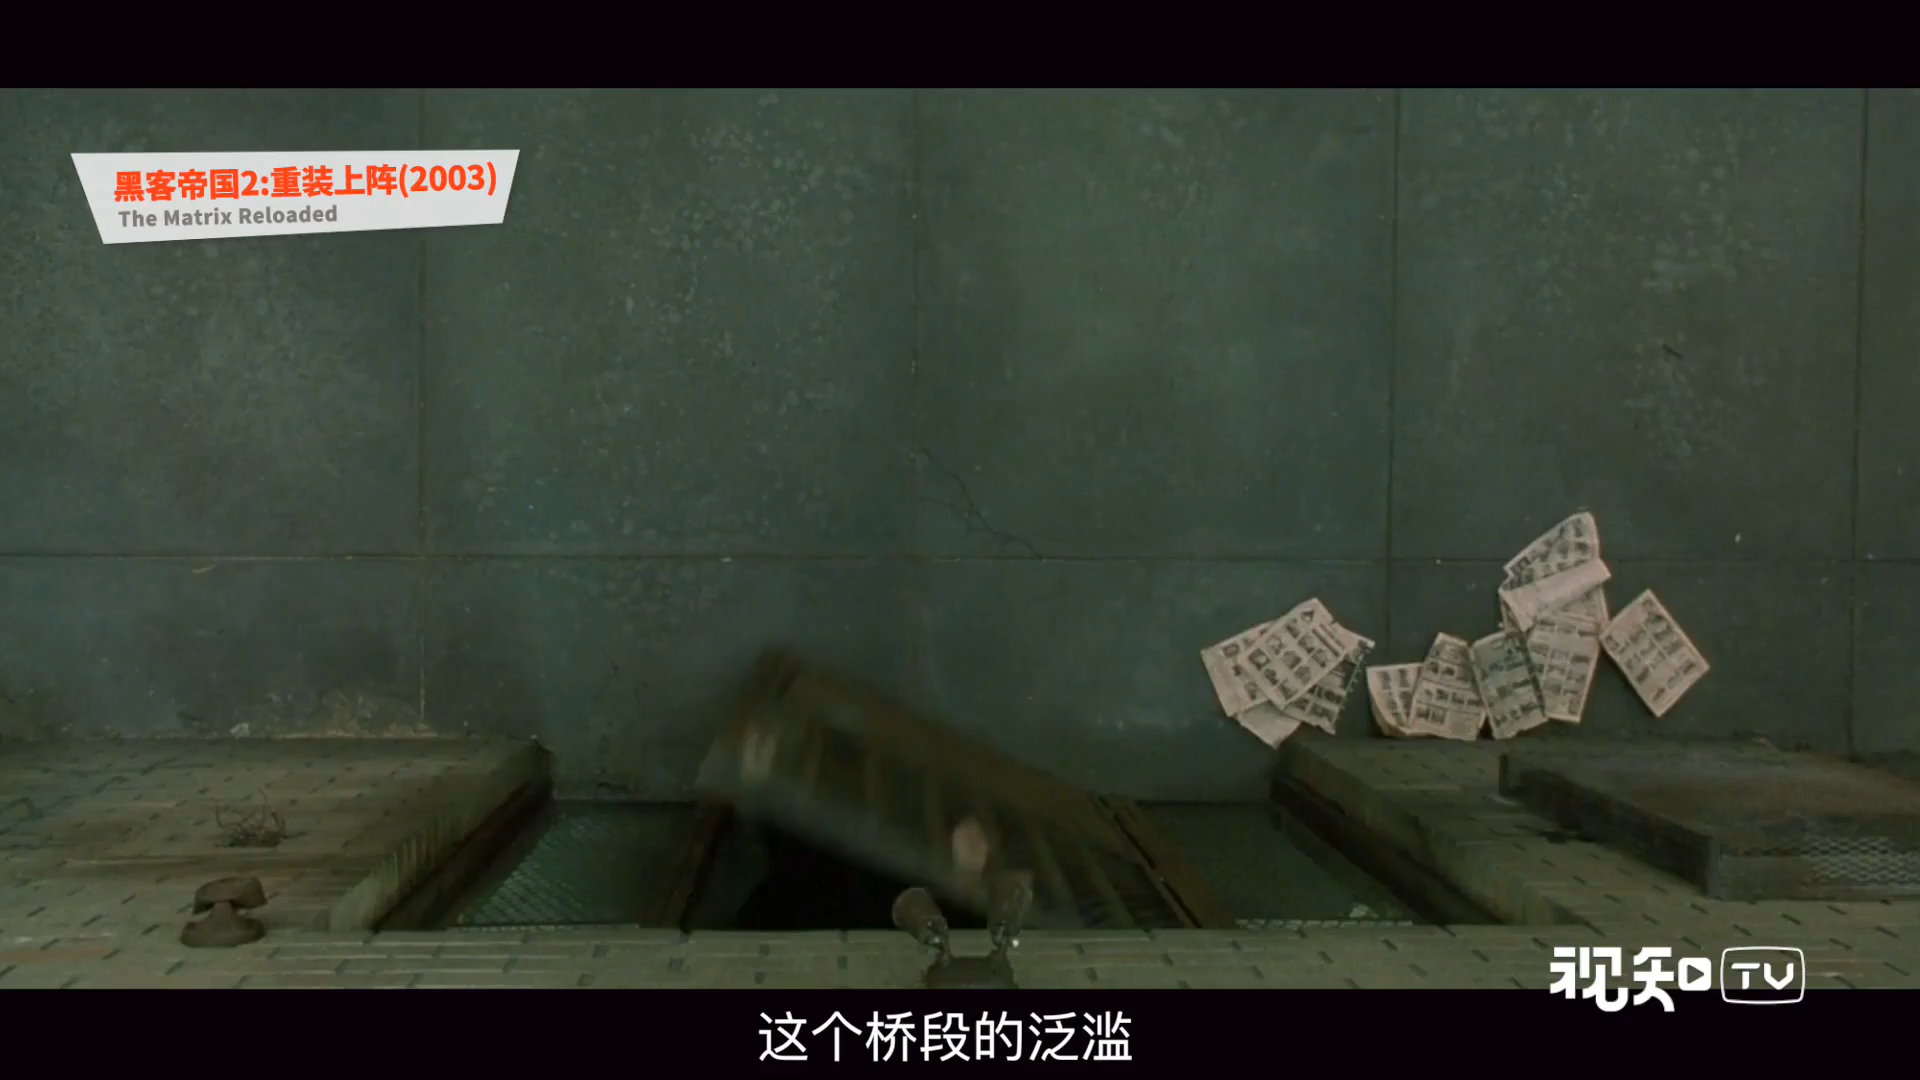 黑客帝国2:重装上阵(2003)
The Matrix Reloaded
视知TV
这个桥段的泛滥